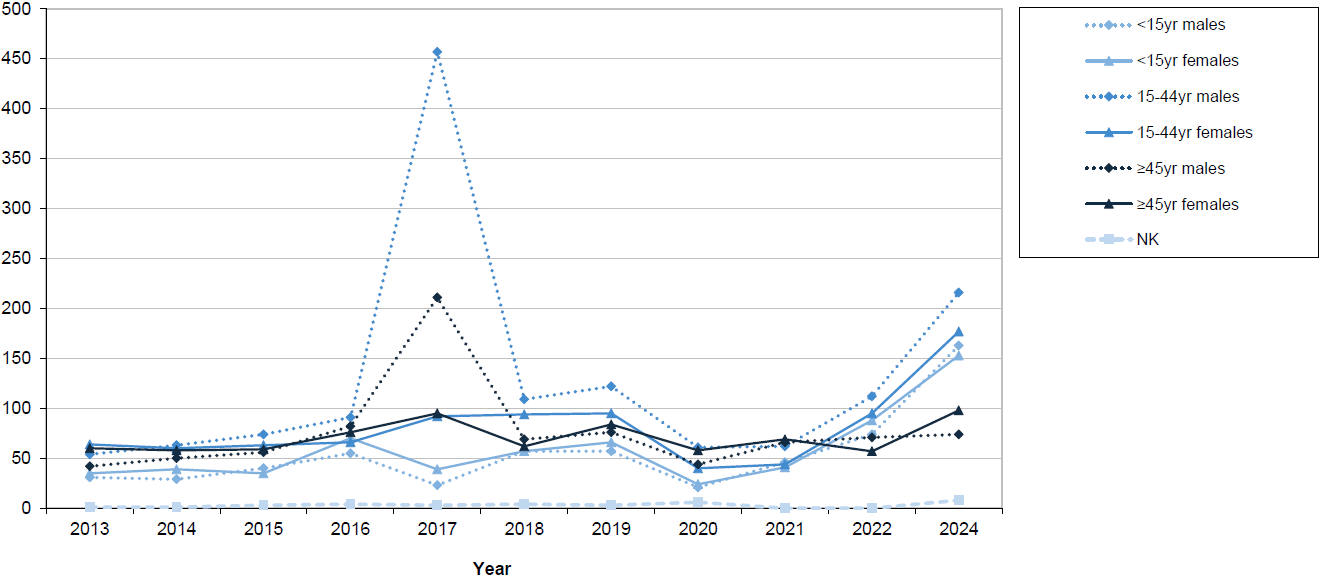 500
450
400
350
300
250
200
150
100
50
0
2013 2014 2015 2016 2017 2018 2019 2020 2021 2022 2024
Year
<15yr males
<15yr females
15-44yr males
15-44yr females
≥45yr males
≥45yr females
NK